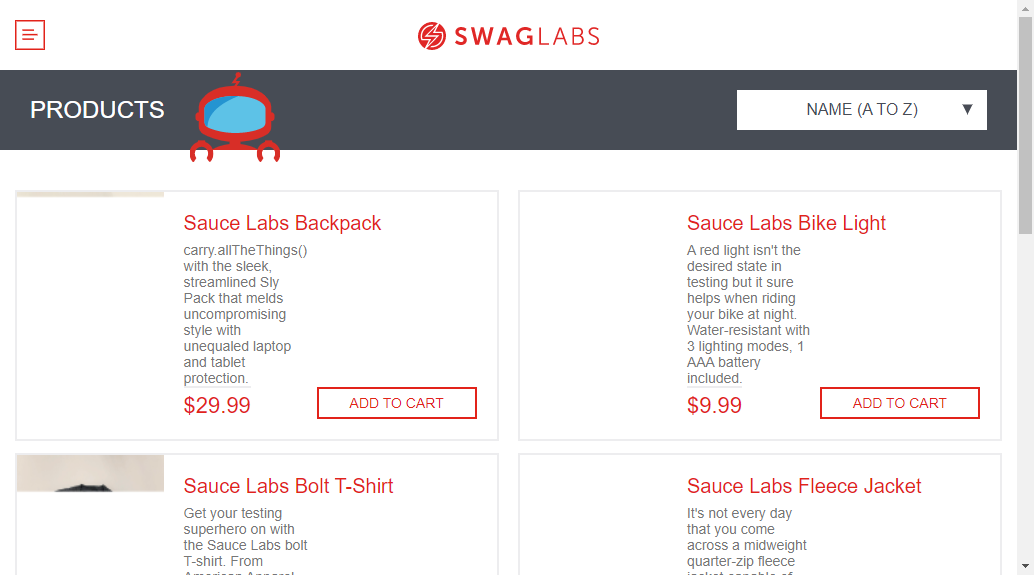 SWAGLABS
PRODUCTS
NAME (A TO Z) ▼
Sauce Labs Backpack
carry.allTheThings()
with the sleek,
streamlined Sly
Pack that melds
uncompromising
style with
unequaled laptop
and tablet
protection.
$29.99
ADD TO CART
Sauce Labs Bike Light
A red light isn't the
desired state in
testing but it sure
helps when riding
your bike at night.
Water-resistant with
3 lighting modes, 1
AAA battery
included.
$9.99
ADD TO CART
Sauce Labs Bolt T-Shirt
Get your testing
superhero on with
the Sauce Labs bolt
T-shirt. From
American Apparel
Sauce Labs Fleece Jacket
It's not every day
that you come
across a midweight
quarter-zip fleece
jacket capable of